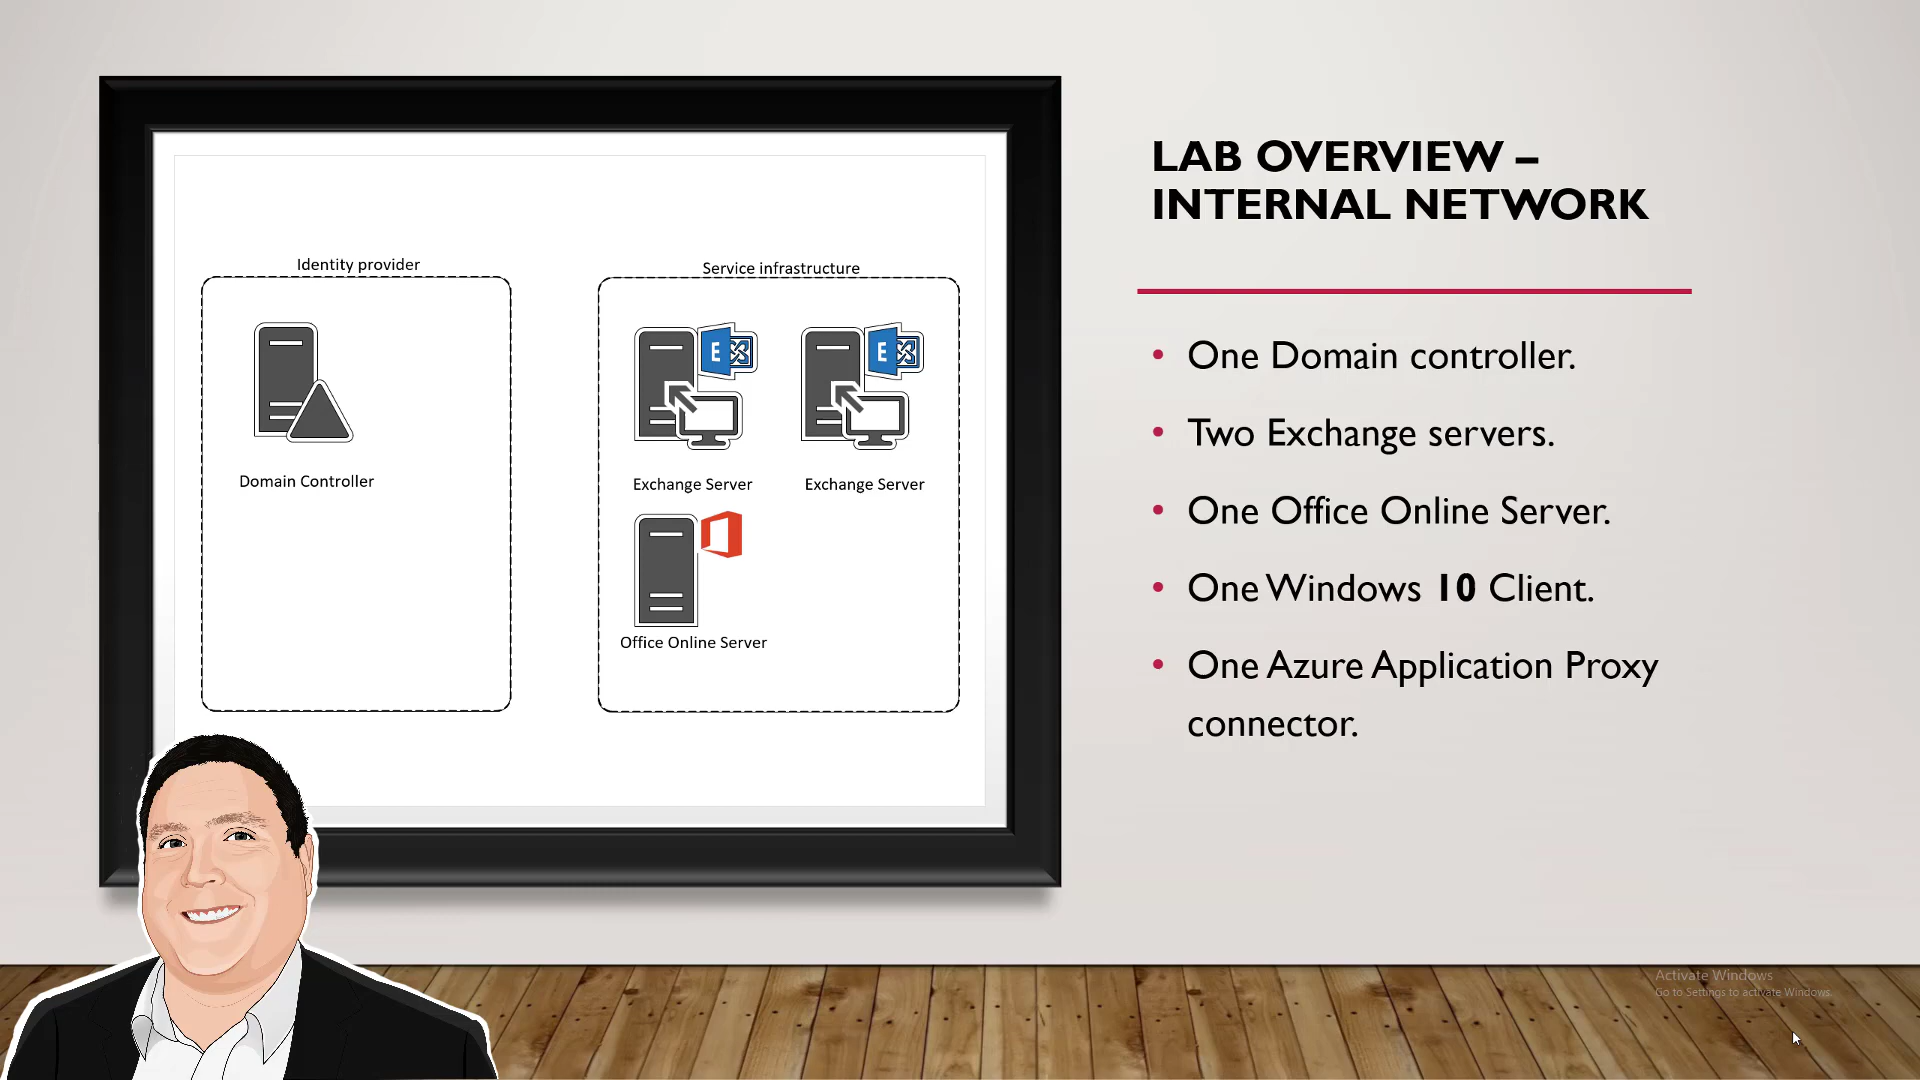 LAB OVERVIEW –
INTERNAL NETWORK
Identity provider
Domain Controller
Service infrastructure
E
E
Exchange Server
Exchange Server
Office Online Server
• One Domain controller.
• Two Exchange servers.
• One Office Online Server.
• One Windows 10 Client.
• One Azure Application Proxy
connector.
Activate Windows
Go to Settings to activate Windows.